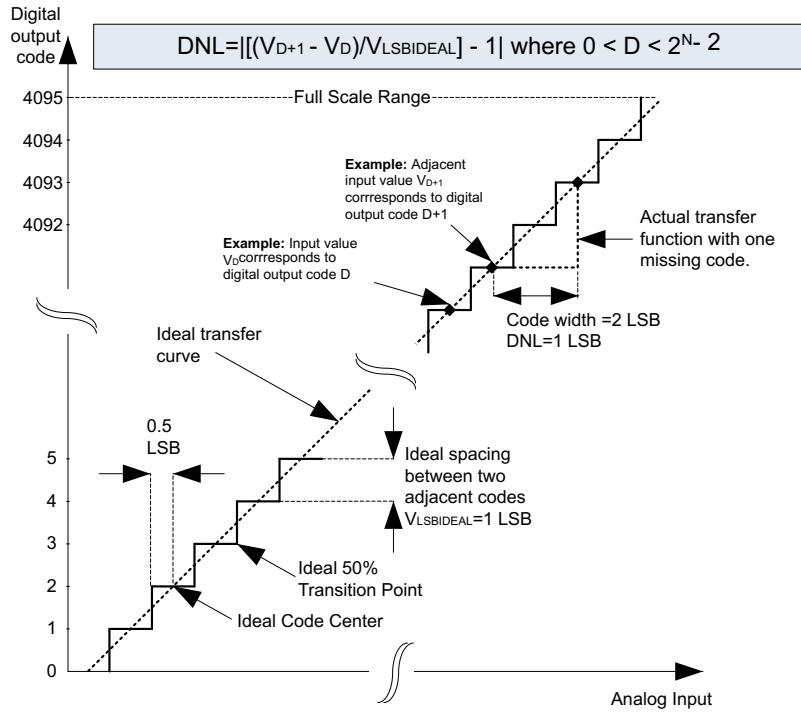 Digital
output
code
DNL=|[(VD+1 - VD)/VLSBIDEAL] - 1| where 0 < D < 2^N- 2
4095
Full Scale Range
4094
4093
4092
Example: Adjacent
input value VD+1
corrresponds to digital
output code D+1
Example: Input value
VDcorrresponds to
digital output code D
Actual transfer
function with one
missing code.
Code width =2 LSB
DNL=1 LSB
Ideal transfer
curve
0.5
LSB
5
4
3
2
1
0
Ideal spacing
between two
adjacent codes
VLSBIDEAL=1 LSB
Ideal 50%
Transition Point
Ideal Code Center
Analog Input